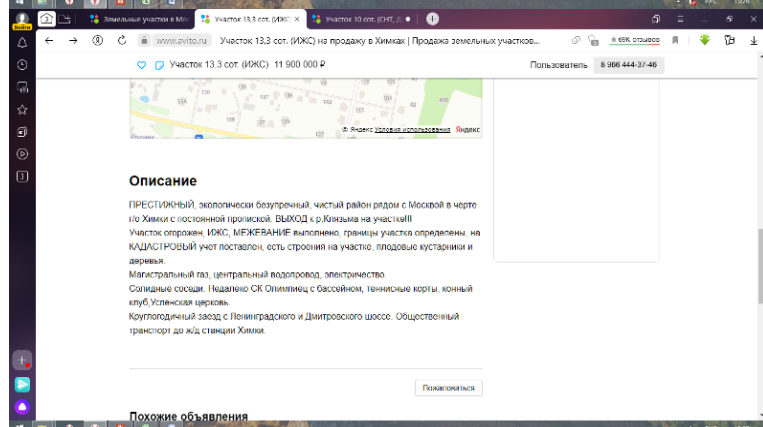 Земельные участки в Мос
Участок 13,3 сот. (ИЖС
Участок 10 сот. (СНТ, Д
www.avito.ru Участок 13,3 сот. (ИЖС) на продажу в Химках | Продажа земельных участков...
★ 69К отзывов
Участок 13,3 сот. (ИЖС) 11 900 000 ₽
Пользователь 8 966 444-37-46
© Яндекс Условия использования Яндекс
Описание
ПРЕСТИЖНЫЙ, экологически безупречный, чистый район рядом с Москвой в черте
г/о Химки с постоянной пропиской. ВЫХОД к р.Клязьма на участке!!!
Участок огорожен, ИЖС, МЕЖЕВАНИЕ выполнено, границы участка определены, на
КАДАСТРОВЫЙ учет поставлен, есть строения на участке, плодовые кустарники и
деревья.
Магистральный газ, центральный водопровод, электричество.
Солидные соседи. Недалеко СК Олимпиец с бассейном, теннисные корты, конный
клуб,Успенская церковь.
Круглогодичный заезд с Ленинградского и Дмитровского шоссе. Общественный
транспорт до ж/д станции Химки.
Пожаловаться
Похожие объявления